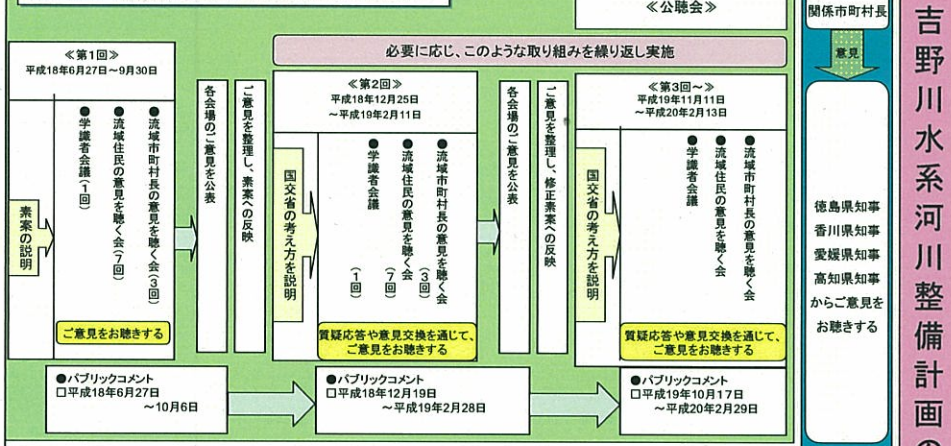 ≪公聴会≫
関係市町村長
意見
吉野川水系河川整備計画の
必要に応じ、このような取り組みを繰り返し実施
≪第1回≫
平成18年6月27日～9月30日
素案の説明
●学識者会議(1回)
●流域住民の意見を聴く会(7回)
●流域市町村長の意見を聴く会(3回)
ご意見をお聴きする
各会場のご意見を公表
ご意見を整理し、素案への反映
≪第2回≫
平成18年12月25日
～平成19年2月11日
国交省の考え方を説明
●学識者会議(1回)
●流域住民の意見を聴く会(7回)
●流域市町村長の意見を聴く会(3回)
質疑応答や意見交換を通じて、
ご意見をお聴きする
各会場のご意見を公表
ご意見を整理し、修正素案への反映
≪第3回～≫
平成19年11月11日
～平成20年2月13日
国交省の考え方を説明
●学識者会議
●流域住民の意見を聴く会
●流域市町村長の意見を聴く会
質疑応答や意見交換を通じて、
ご意見をお聴きする
徳島県知事
香川県知事
愛媛県知事
高知県知事
からご意見を
お聴きする
●パブリックコメント
□平成18年6月27日
～10月6日
●パブリックコメント
□平成18年12月19日
～平成19年2月28日
●パブリックコメント
□平成19年10月17日
～平成20年2月29日